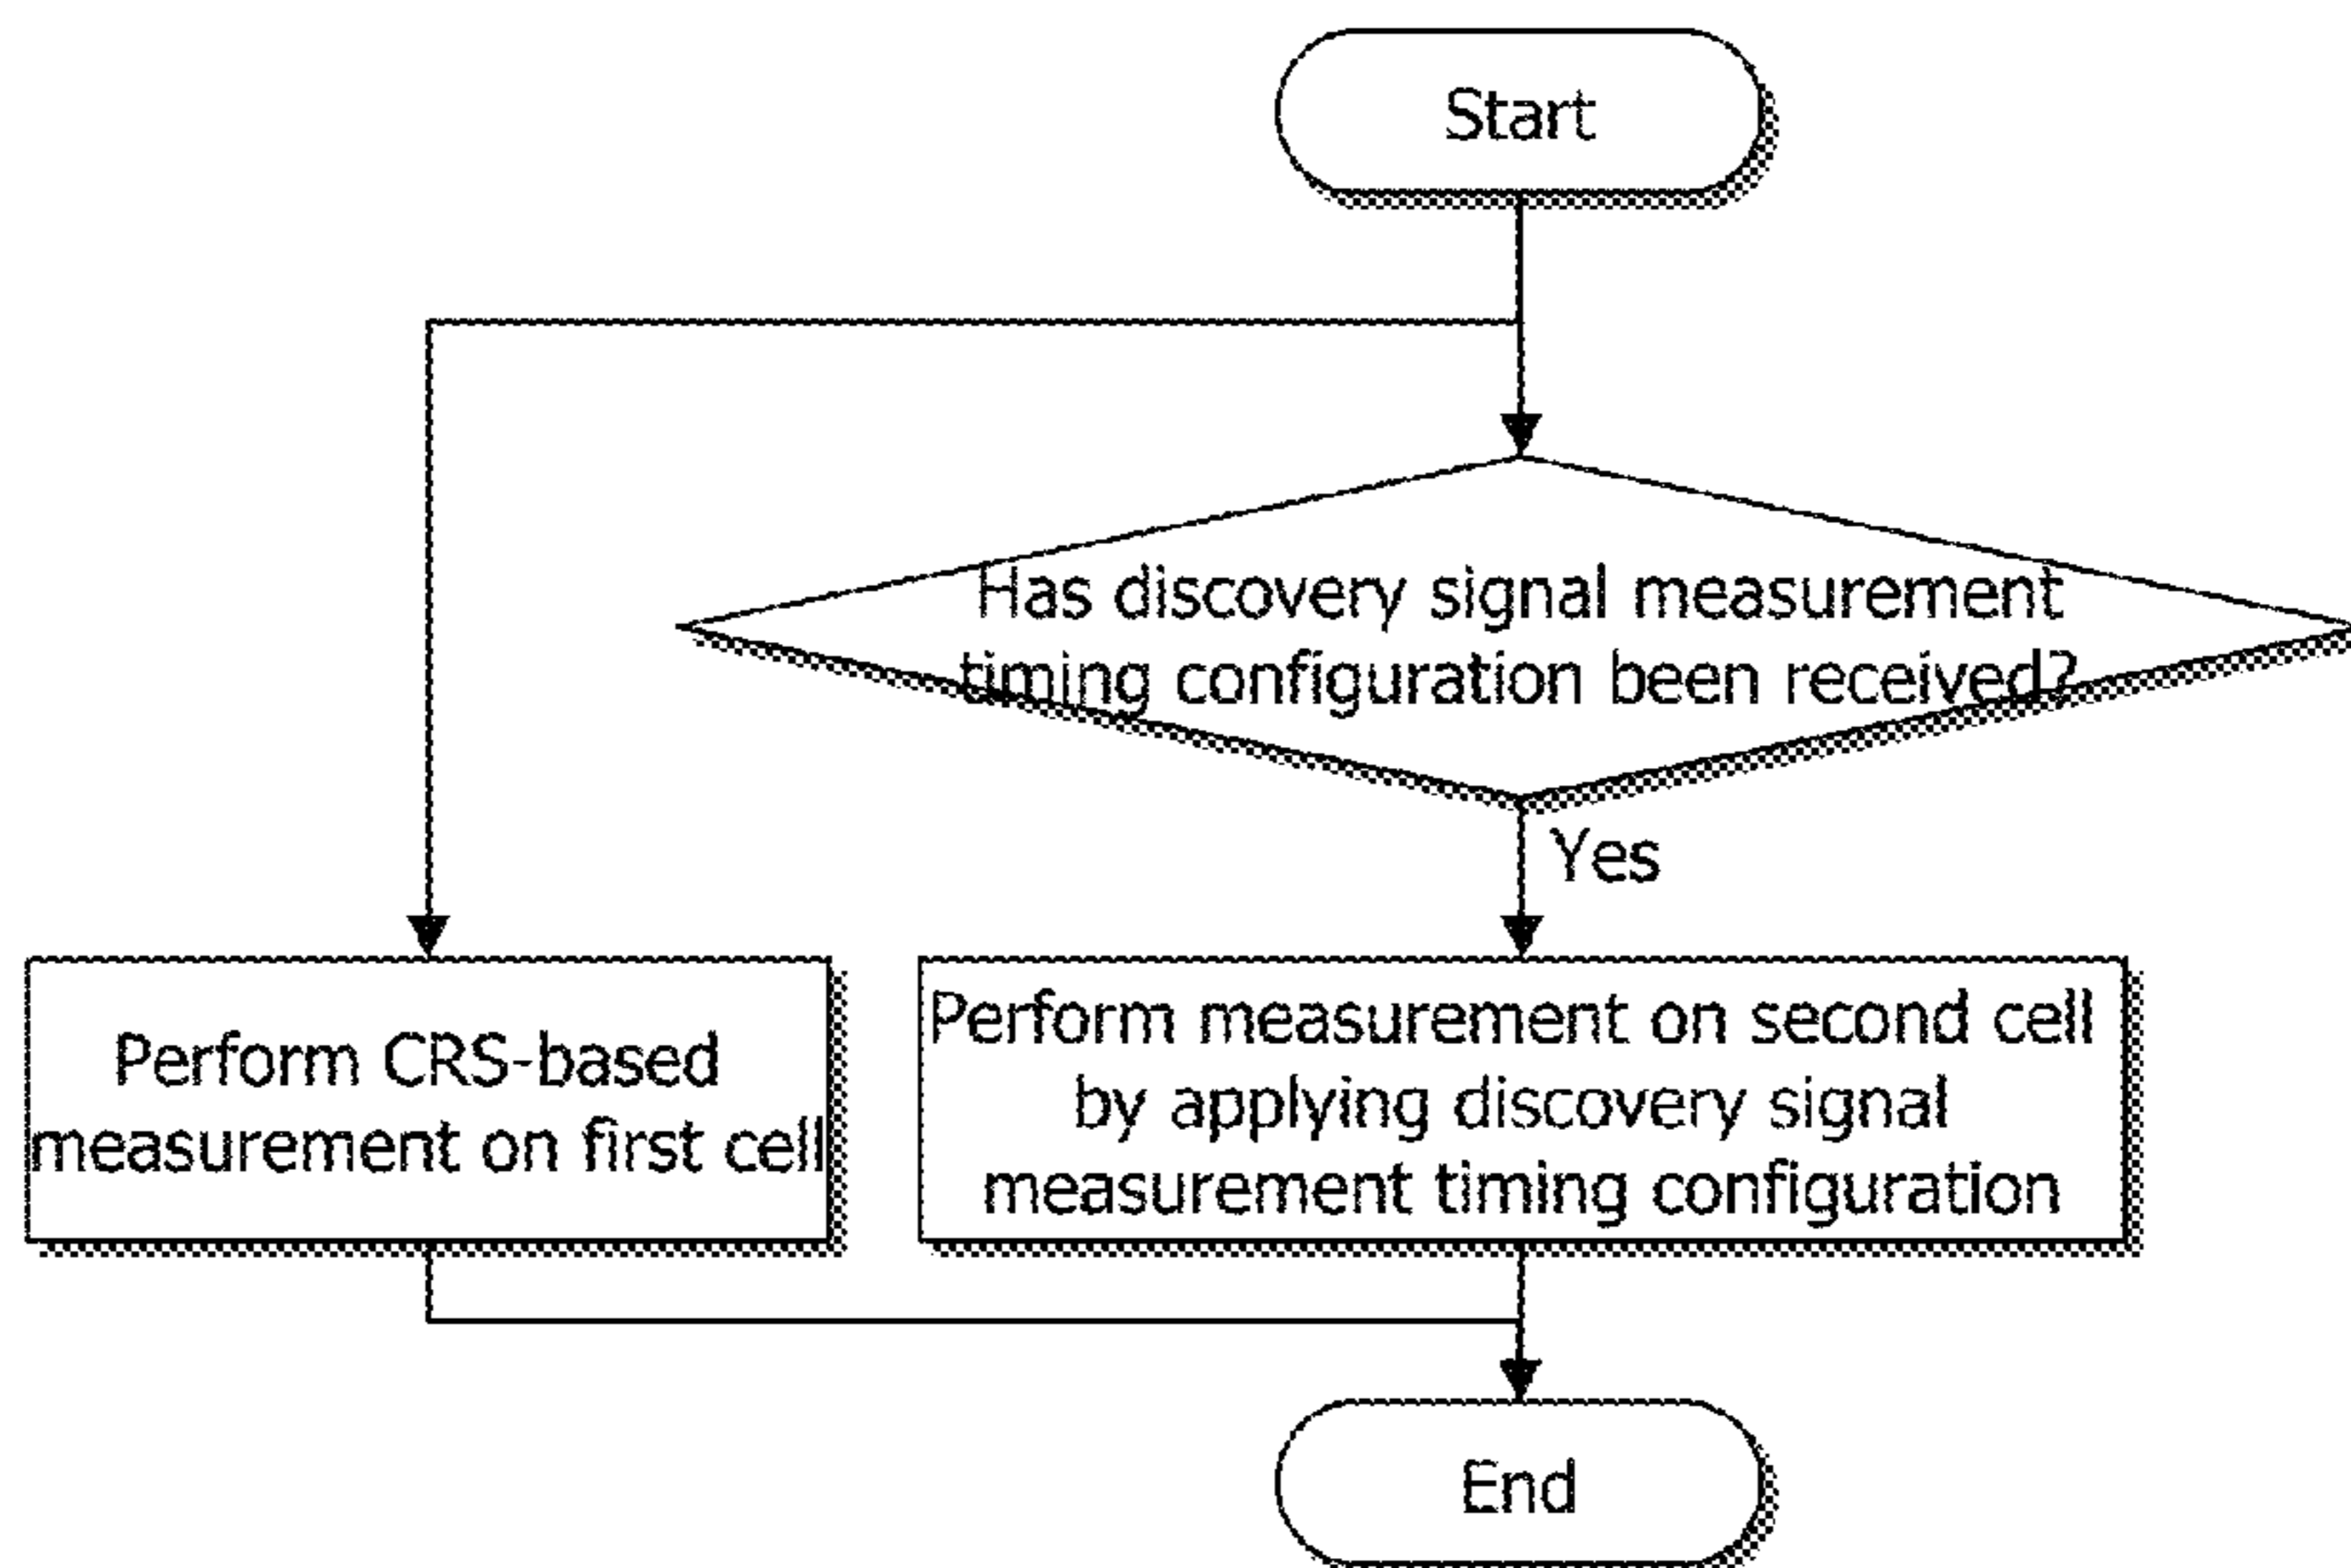 Start
Has discovery signal measurement
timing configuration been received?
Yes
Perform CRS-based
measurement on first cell
Perform measurement on second cell
by applying discovery signal
measurement timing configuration
End